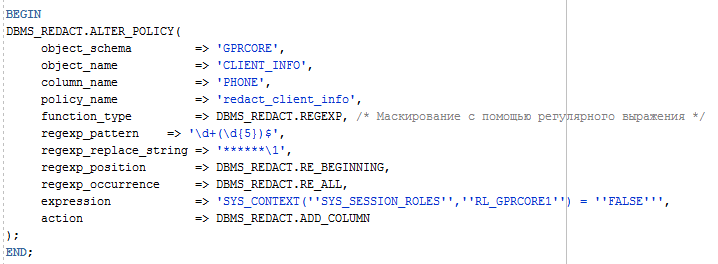 BEGIN
DBMS_REDACT.ALTER_POLICY(
object_schema => 'GPRCORE',
object_name => 'CLIENT_INFO',
column_name => 'PHONE',
policy_name => 'redact_client_info',
function_type => DBMS_REDACT.REGEXP, /* Маскирование с помощью регулярного выражения */
regexp_pattern => '\d+(\d{5})$',
regexp_replace_string => '******\1',
regexp_position => DBMS_REDACT.RE_BEGINNING,
regexp_occurrence => DBMS_REDACT.RE_ALL,
expression => 'SYS_CONTEXT(''SYS_SESSION_ROLES'',''RL_GPRCORE1'') = ''FALSE''',
action => DBMS_REDACT.ADD_COLUMN
);
END;